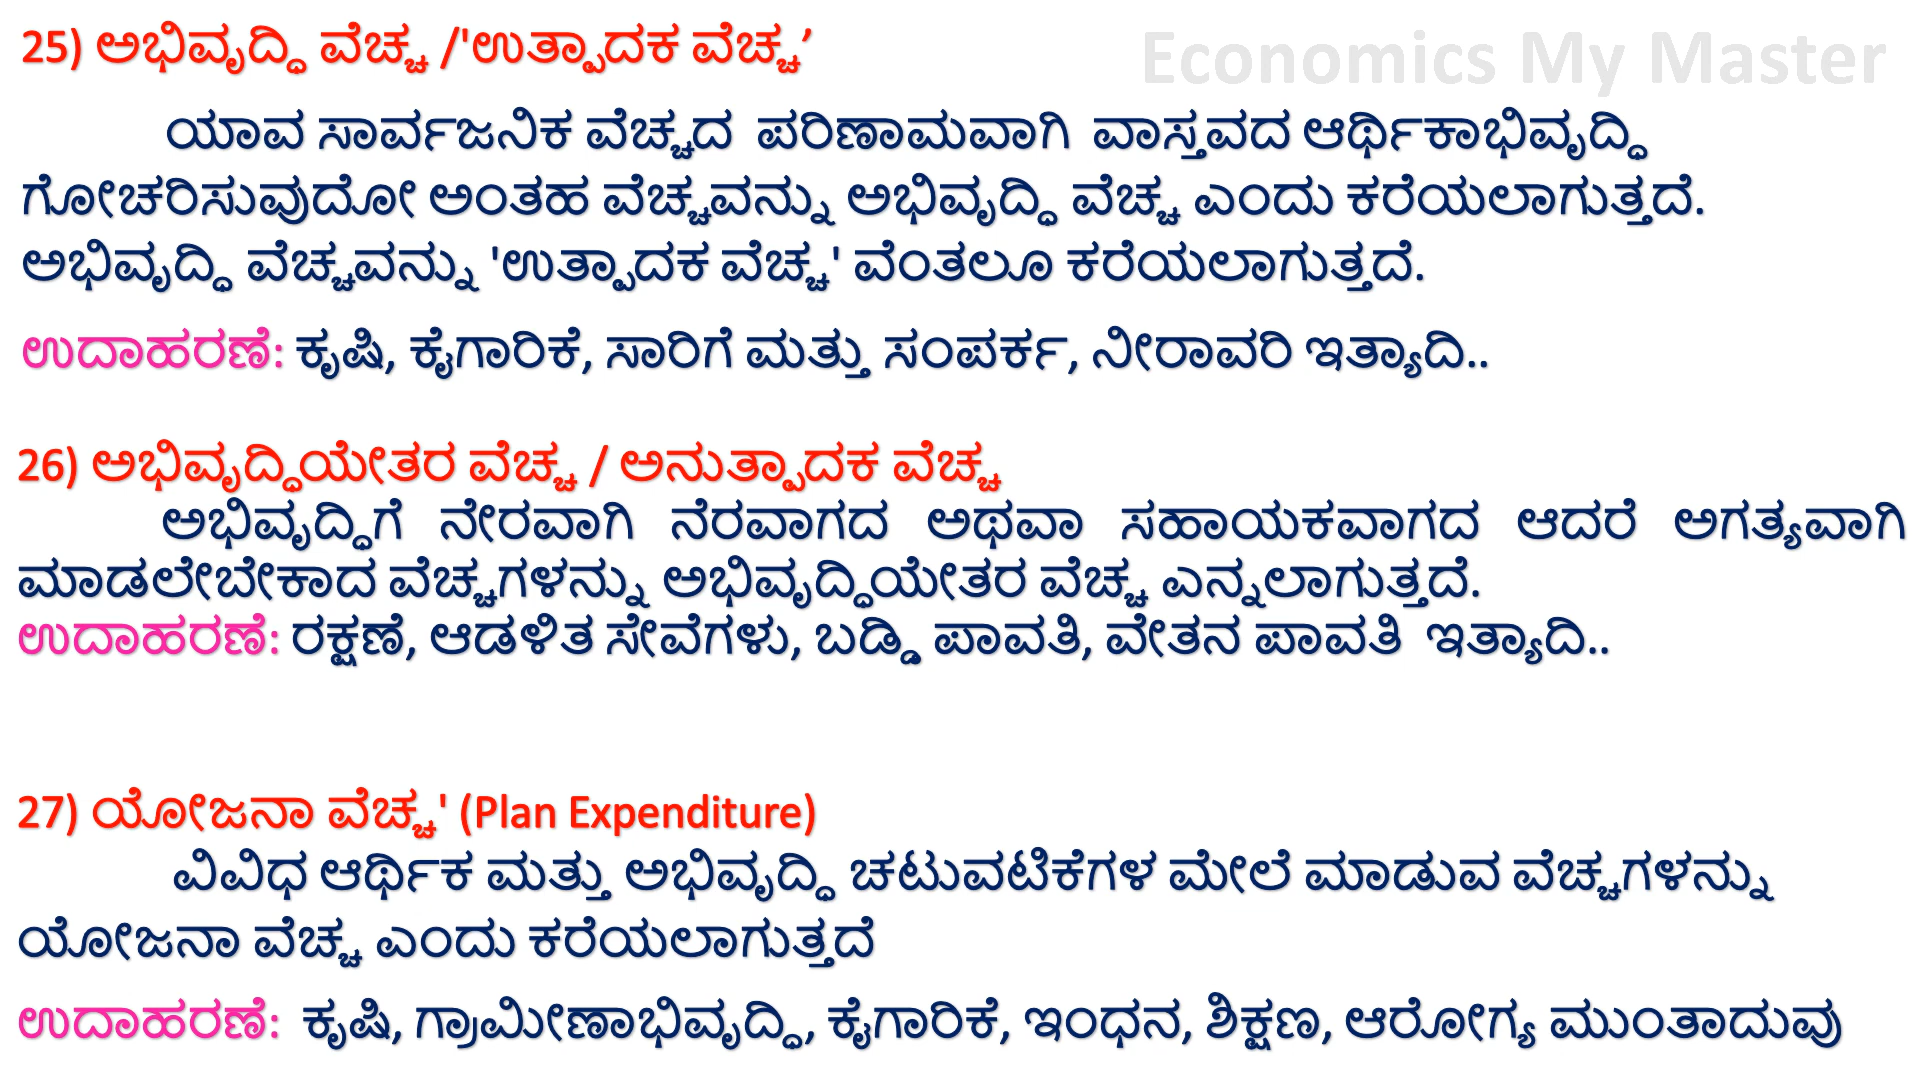 25) ಅಭಿವೃದ್ಧಿ ವೆಚ್ಚ /'ಉತ್ಪಾದಕ ವೆಚ್ಚ’
Economics My Master
ಯಾವ ಸಾರ್ವಜನಿಕ ವೆಚ್ಚದ ಪರಿಣಾಮವಾಗಿ ವಾಸ್ತವದ ಆರ್ಥಿಕಾಭಿವೃದ್ಧಿ
ಗೋಚರಿಸುವುದೋ ಅಂತಹ ವೆಚ್ಚವನ್ನು ಅಭಿವೃದ್ಧಿ ವೆಚ್ಚ ಎಂದು ಕರೆಯಲಾಗುತ್ತದೆ.
ಅಭಿವೃದ್ಧಿ ವೆಚ್ಚವನ್ನು 'ಉತ್ಪಾದಕ ವೆಚ್ಚ' ವೆಂತಲೂ ಕರೆಯಲಾಗುತ್ತದೆ.
ಉದಾಹರಣೆ: ಕೃಷಿ, ಕೈಗಾರಿಕೆ, ಸಾರಿಗೆ ಮತ್ತು ಸಂಪರ್ಕ, ನೀರಾವರಿ ಇತ್ಯಾದಿ..
26) ಅಭಿವೃದ್ಧಿಯೇತರ ವೆಚ್ಚ / ಅನುತ್ಪಾದಕ ವೆಚ್ಚ
ಅಭಿವೃದ್ಧಿಗೆ ನೇರವಾಗಿ ನೆರವಾಗದ ಅಥವಾ ಸಹಾಯಕವಾಗದ ಆದರೆ ಅಗತ್ಯವಾಗಿ
ಮಾಡಲೇಬೇಕಾದ ವೆಚ್ಚಗಳನ್ನು ಅಭಿವೃದ್ಧಿಯೇತರ ವೆಚ್ಚ ಎನ್ನಲಾಗುತ್ತದೆ.
ಉದಾಹರಣೆ: ರಕ್ಷಣೆ, ಆಡಳಿತ ಸೇವೆಗಳು, ಬಡ್ಡಿ ಪಾವತಿ, ವೇತನ ಪಾವತಿ ಇತ್ಯಾದಿ..
27) ಯೋಜನಾ ವೆಚ್ಚ' (Plan Expenditure)
ವಿವಿಧ ಆರ್ಥಿಕ ಮತ್ತು ಅಭಿವೃದ್ಧಿ ಚಟುವಟಿಕೆಗಳ ಮೇಲೆ ಮಾಡುವ ವೆಚ್ಚಗಳನ್ನು
ಯೋಜನಾ ವೆಚ್ಚ ಎಂದು ಕರೆಯಲಾಗುತ್ತದೆ
ಉದಾಹರಣೆ: ಕೃಷಿ, ಗ್ರಾಮೀಣಾಭಿವೃದ್ಧಿ, ಕೈಗಾರಿಕೆ, ಇಂಧನ, ಶಿಕ್ಷಣ, ಆರೋಗ್ಯ ಮುಂತಾದುವು